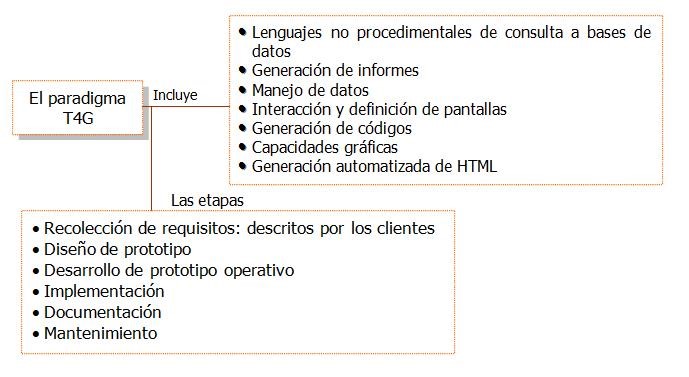 El paradigma
T4G
Incluye
• Lenguajes no procedimentales de consulta a bases de
datos
• Generación de informes
• Manejo de datos
• Interacción y definición de pantallas
• Generación de códigos
• Capacidades gráficas
• Generación automatizada de HTML
Las etapas
• Recolección de requisitos: descritos por los clientes
• Diseño de prototipo
• Desarrollo de prototipo operativo
• Implementación
• Documentación
• Mantenimiento